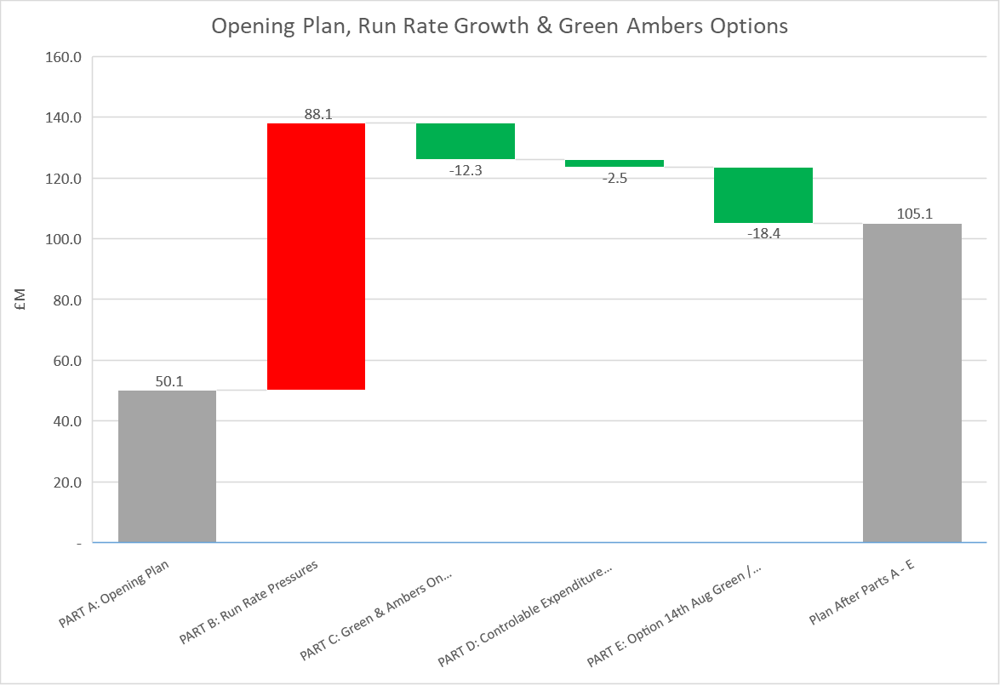 Opening Plan, Run Rate Growth & Green Ambers Options
160.0
140.0
120.0
100.0
80.0
60.0
40.0
20.0
-
£M
50.1
88.1
-12.3
-2.5
-18.4
105.1
PART A: Opening Plan
PART B: Run Rate Pressures
PART C: Green & Ambers On...
PART D: Controlable Expenditure...
PART E: Option 14th Aug Green /...
Plan After Parts A - E